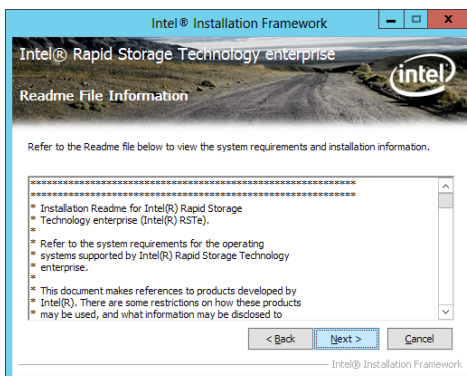 Intel® Installation Framework
Intel® Rapid Storage Technology enterprise
intel
Readme File Information
Refer to the Readme file below to view the system requirements and installation information.
**************************************************************
**************************************************************
* Installation Readme for Intel(R) Rapid Storage
* Technology enterprise (Intel(R) RSTe).
*
* Refer to the system requirements for the operating
* systems supported by Intel(R) Rapid Storage Technology
* enterprise.
*
* This document makes references to products developed by
* Intel(R). There are some restrictions on how these products
* may be used, and what information may be disclosed to
< Back Next > Cancel
Intel® Installation Framework